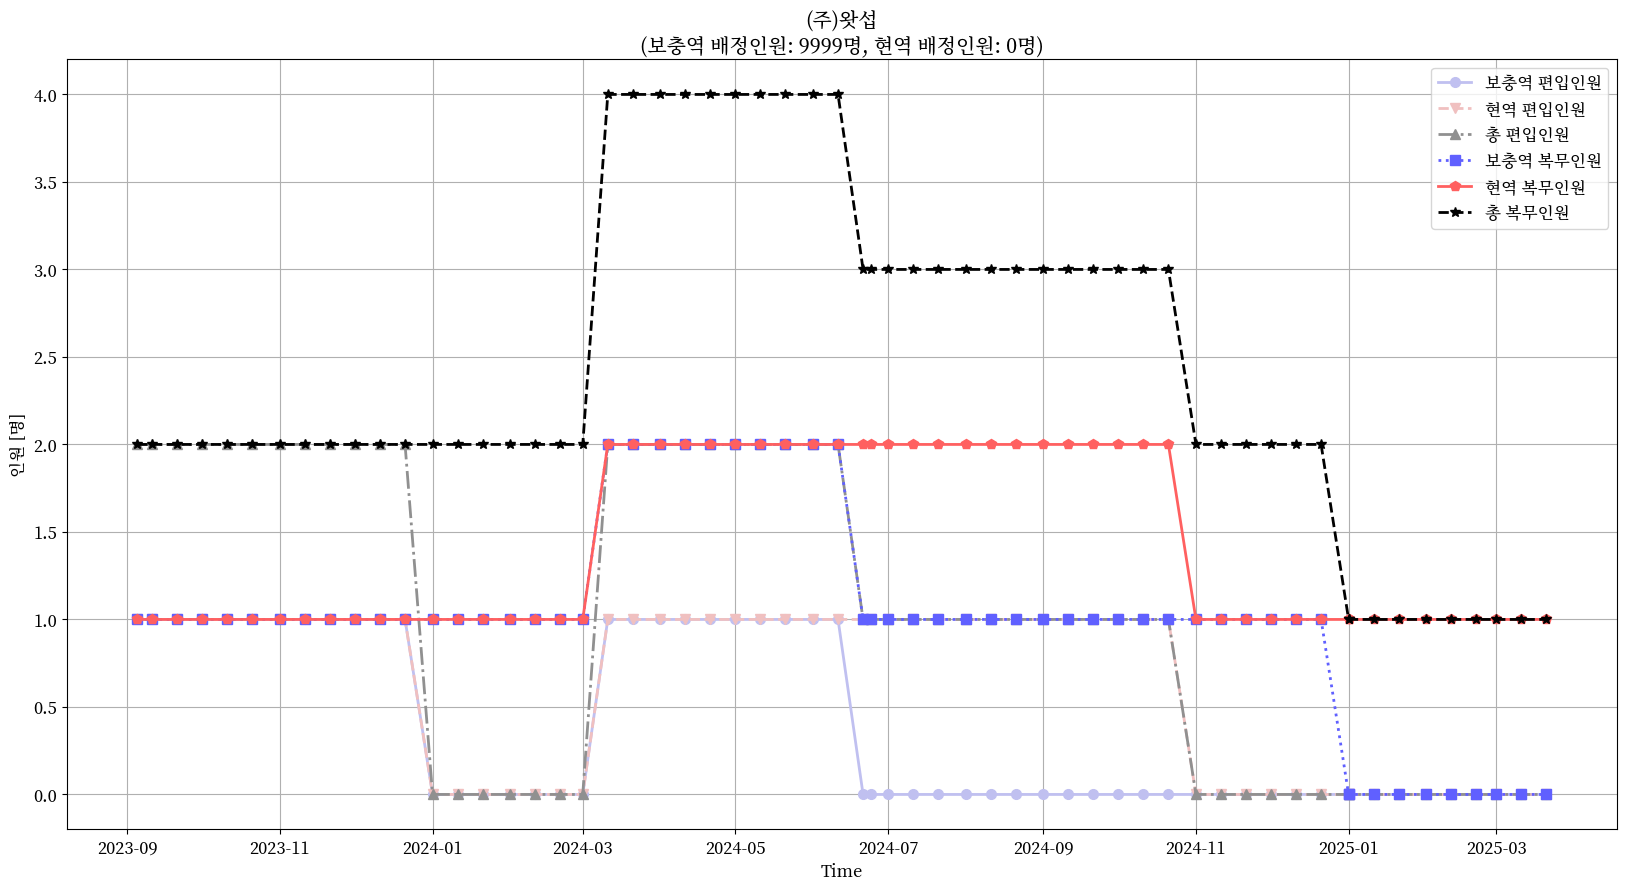 (주)왓섭
(보충역 배정인원: 9999명, 현역 배정인원: 0명)
보충역 편입인원
현역 편입인원
총 편입인원
보충역 복무인원
현역 복무인원
총 복무인원
인원 [명]
4.0
3.5
3.0
2.5
2.0
1.5
1.0
0.5
0.0
2023-09 2023-11 2024-01 2024-03 2024-05 2024-07 2024-09 2024-11 2025-01 2025-03
Time